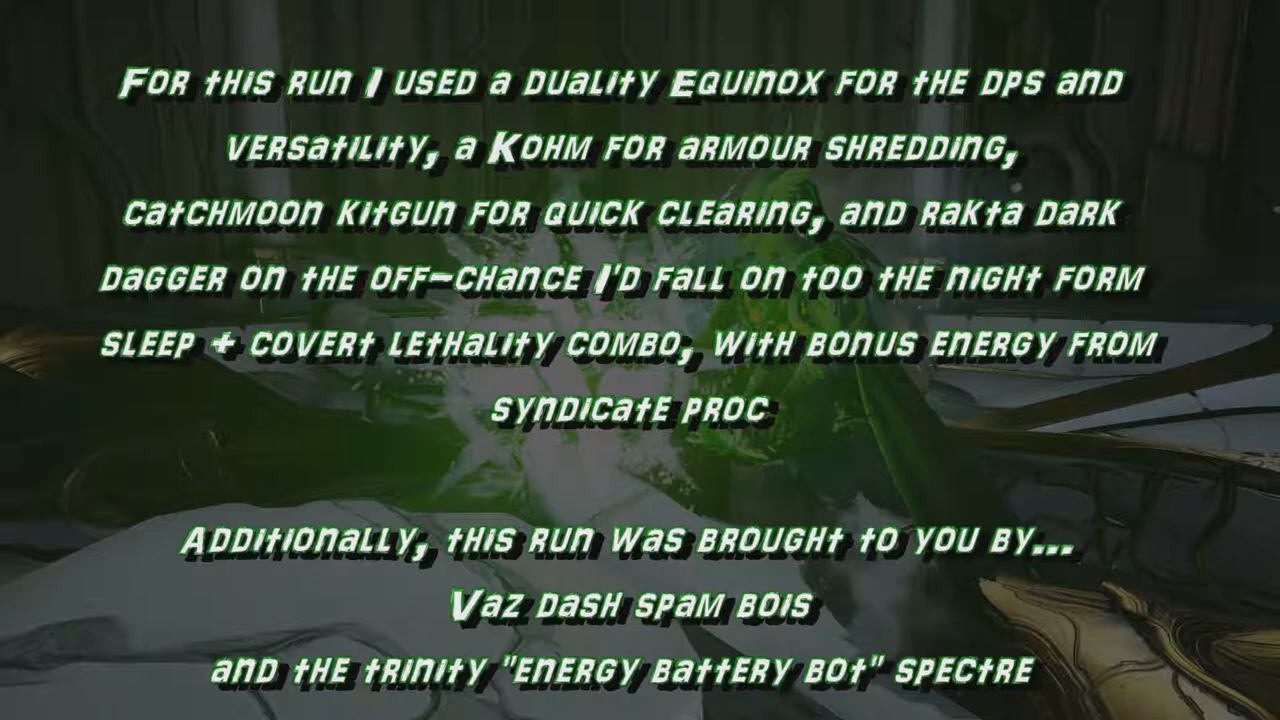 For this run I used a duality Equinox for the dps and
versatility, a Kohm for armour shredding,
catchmoon kitgun for quick clearing, and rakta dark
dagger on the off-chance I'd fall on too the night form
sleep + covert lethality combo, with bonus energy from
syndicate proc
Additionally, this run was brought to you by...
Vaz dash spam bois
and the trinity "energy battery bot" spectre